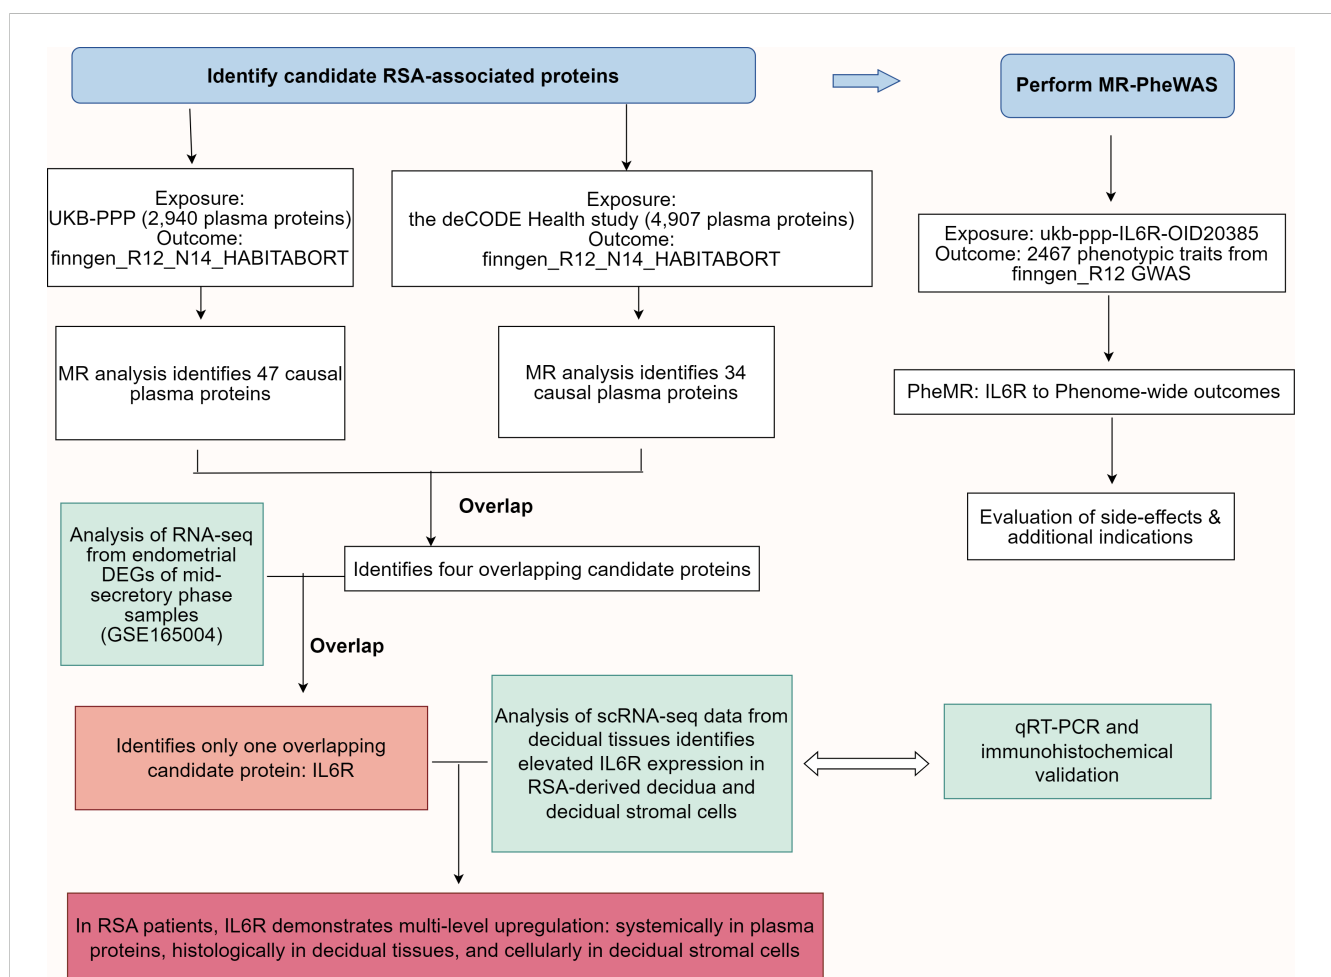 Identify candidate RSA-associated proteins
Perform MR-PheWAS
Exposure:
UKB-PPP (2,940 plasma proteins)
Outcome:
finngen_R12_N14_HABITABORT
Exposure:
the deCODE Health study (4,907 plasma proteins)
Outcome:
finngen_R12_N14_HABITABORT
Exposure: ukb-ppp-IL6R-OID20385
Outcome: 2467 phenotypic traits from
finngen_R12 GWAS
MR analysis identifies 47 causal
plasma proteins
MR analysis identifies 34
causal plasma proteins
PheMR: IL6R to Phenome-wide outcomes
Overlap
Evaluation of side-effects &
additional indications
Analysis of RNA-seq
from endometrial
DEGs of mid-
secretory phase
samples
(GSE165004)
Identifies four overlapping candidate proteins
Overlap
Identifies only one overlapping
candidate protein: IL6R
Analysis of scRNA-seq data from
decidual tissues identifies
elevated IL6R expression in
RSA-derived decidua and
decidual stromal cells
qRT-PCR and
immunohistochemical
validation
In RSA patients, IL6R demonstrates multi-level upregulation: systemically in plasma
proteins, histologically in decidual tissues, and cellularly in decidual stromal cells